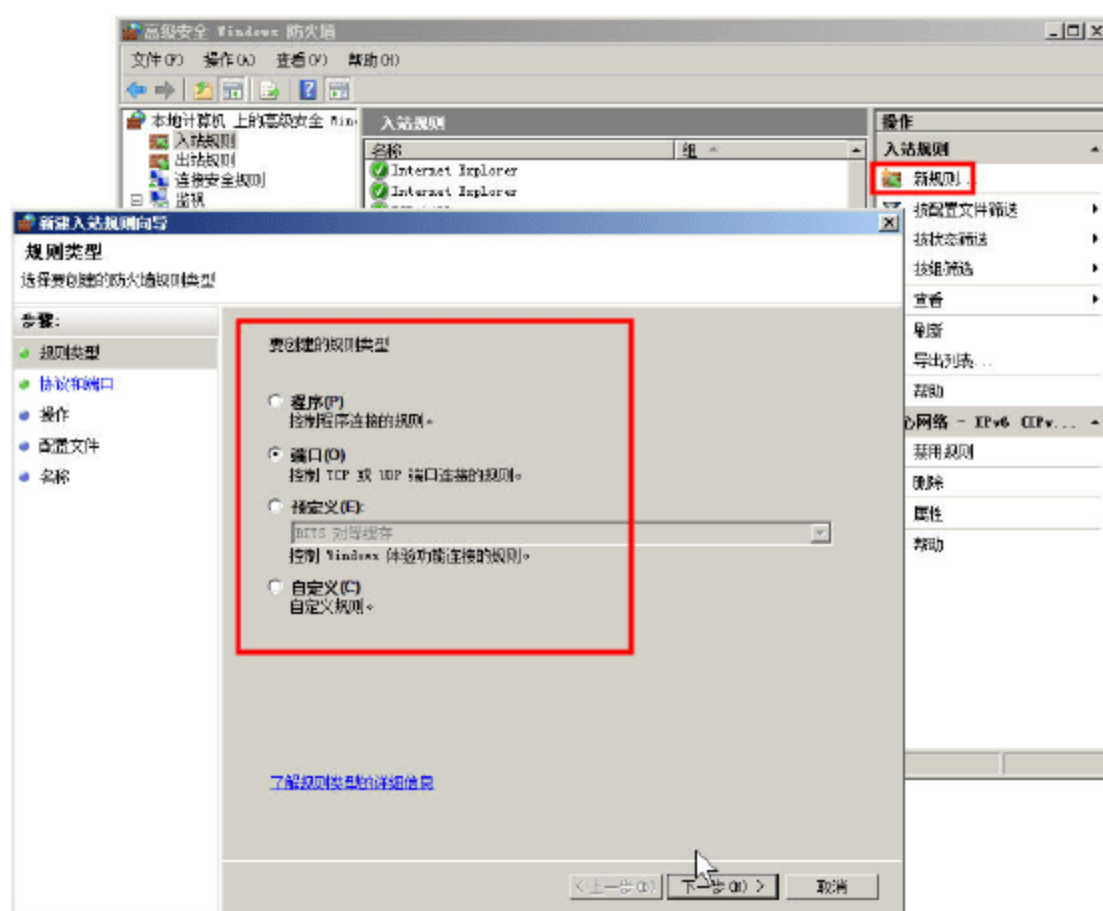 高级安全 Windows 防火墙
文件(F) 操作(A) 查看(V) 帮助(H)
本地计算机 上的高级安全 Win
入站规则
出站规则
连接安全规则
监视
入站规则
名称
组
Internet Explorer
Internet Explorer
操作
入站规则
新规则...
按配置文件筛选
按状态筛选
按组筛选
查看
刷新
导出列表...
帮助
心网络 - IPv6 (IPv...
禁用规则
删除
属性
帮助
新建入站规则向导
规则类型
选择要创建的防火墙规则类型
步骤:
规则类型
协议和端口
操作
配置文件
名称
要创建的规则类型
程序(P)
控制程序连接的规则。
端口(O)
控制 TCP 或 UDP 端口连接的规则。
预定义(E):
BITS 对等缓存
控制 Windows 体验功能连接的规则。
自定义(C)
自定义规则。
了解规则类型的详细信息
<上一步(B)
下一步(N) >
取消